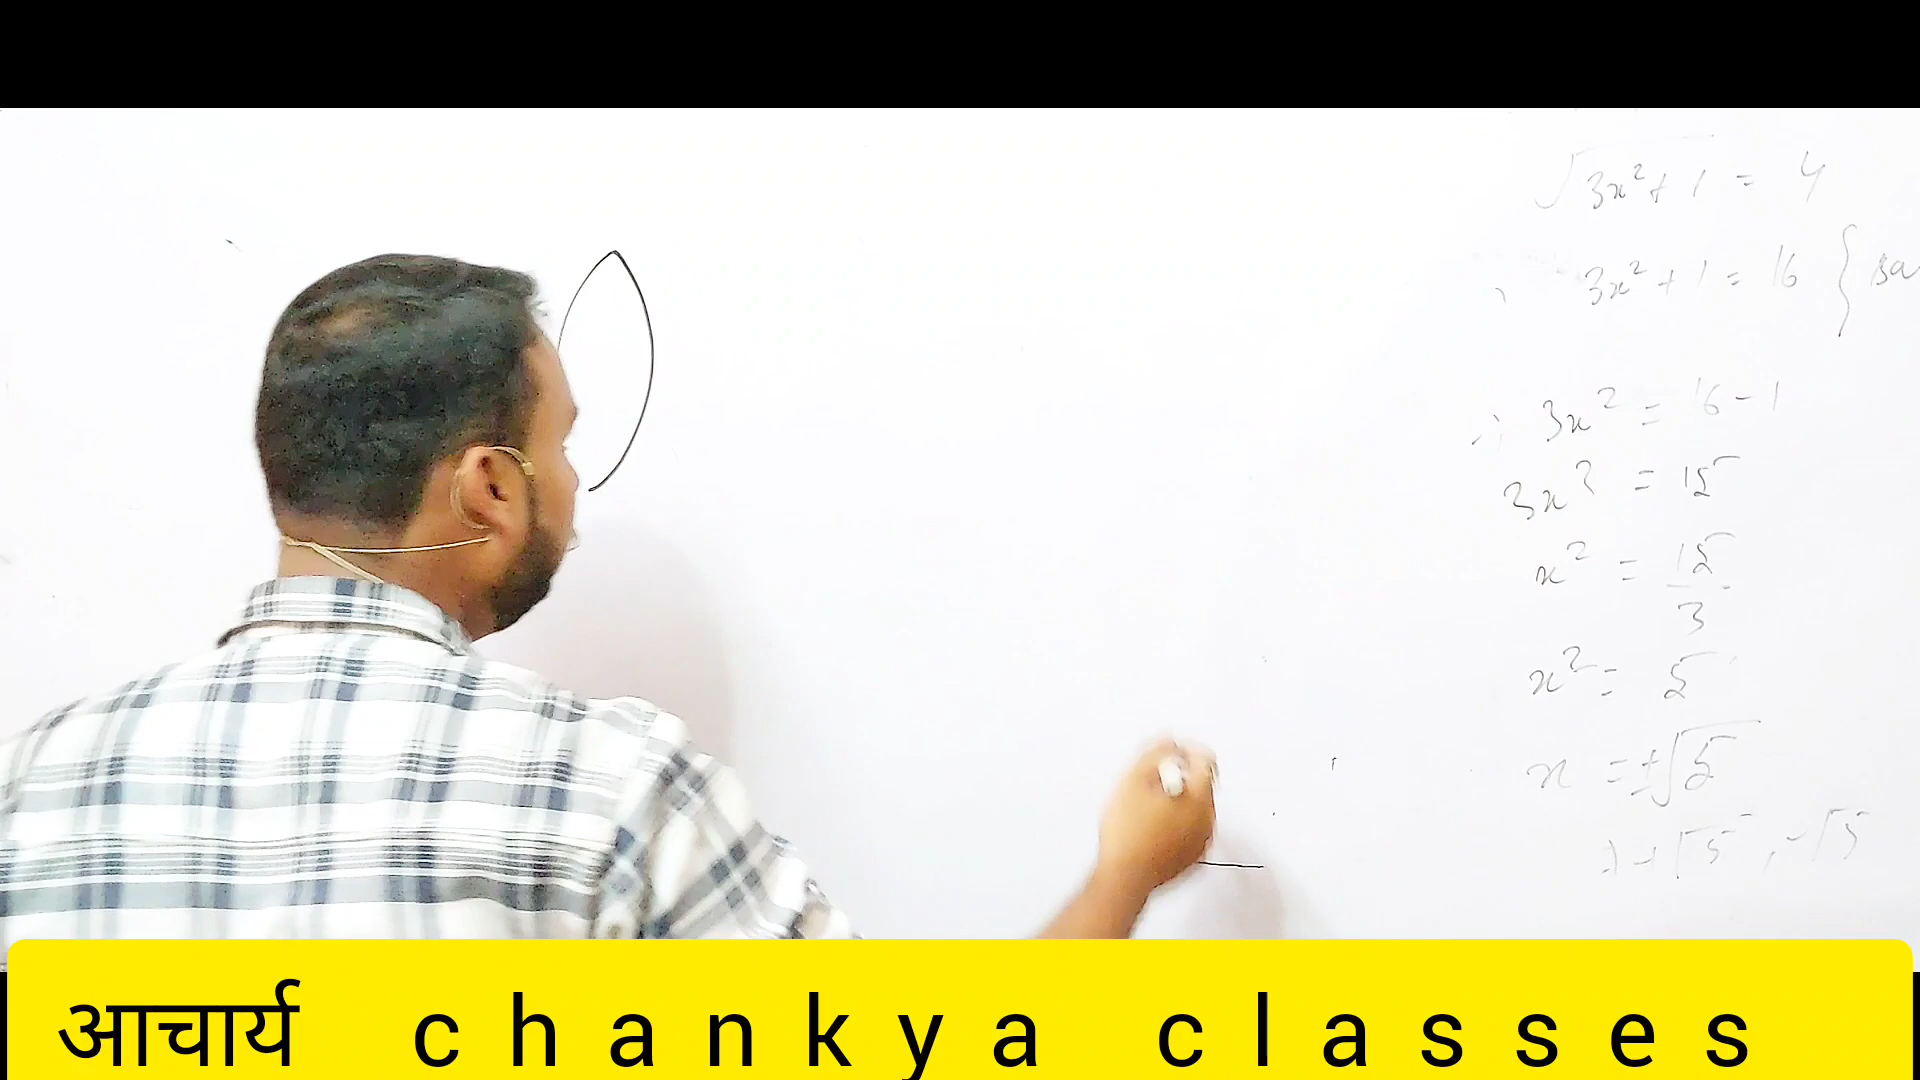 √3x²+1 = 4
3x²+1 = 16 {
∴ 3x² = 16-1
3x² = 15
x² = 15/3
x² = 5
x = ±√5
+√5, -√5
आचार्य chankya classes